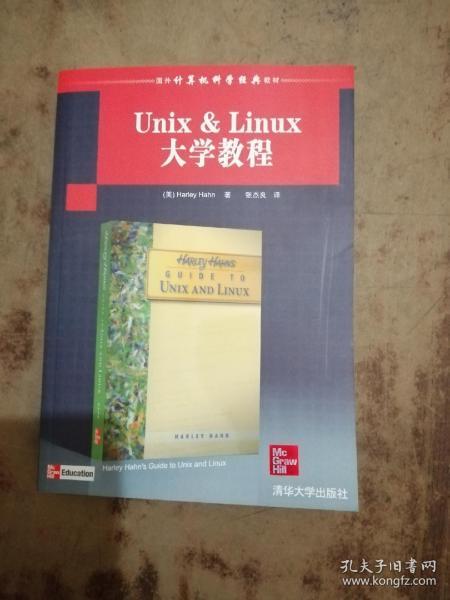 国外计算机科学经典教材
Unix & Linux
大学教程
(美) Harley Hahn 著 张杰良 译
HARLEY HAHN'S
GUIDE TO
UNIX AND LINUX
HARLEY HAHN
Mc
Graw
Hill
Education
Harley Hahn's Guide to Unix and Linux
Mc
Graw
Hill
清华大学出版社
孔夫子旧书网
www.kongfz.com